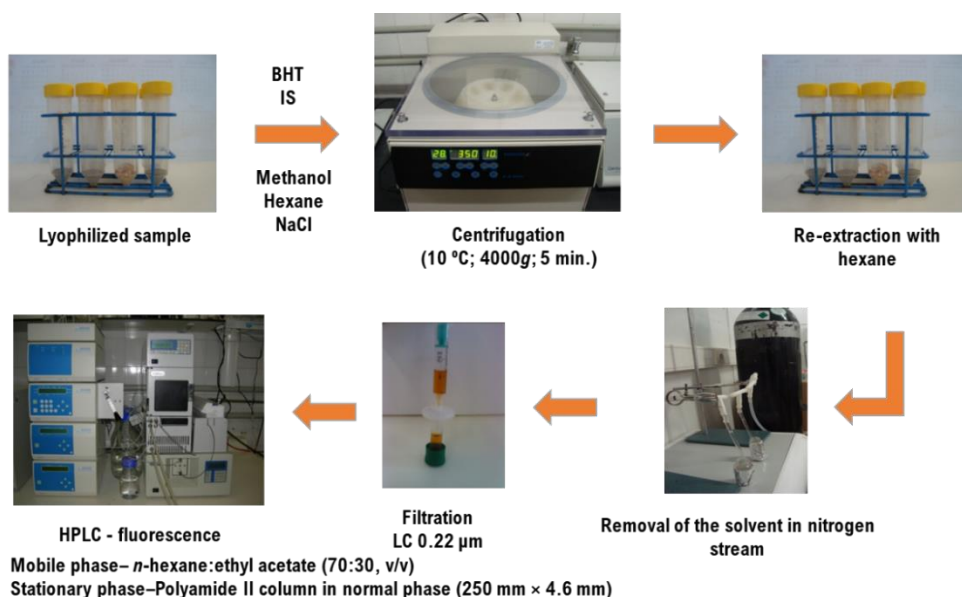 BHT
IS
Methanol
Hexane
NaCl
Lyophilized sample
Centrifugation
(10 ºC; 4000g; 5 min.)
Re-extraction with
hexane
HPLC - fluorescence
Filtration
LC 0.22 µm
Removal of the solvent in nitrogen
stream
Mobile phase– n-hexane:ethyl acetate (70:30, v/v)
Stationary phase–Polyamide II column in normal phase (250 mm × 4.6 mm)